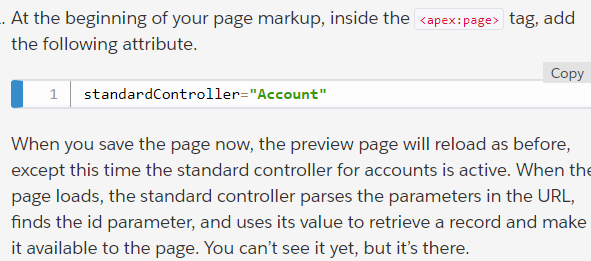 . At the beginning of your page markup, inside the <apex:page> tag, add
the following attribute.
Copy
1 standardController="Account"
When you save the page now, the preview page will reload as before,
except this time the standard controller for accounts is active. When the
page loads, the standard controller parses the parameters in the URL,
finds the id parameter, and uses its value to retrieve a record and make
it available to the page. You can’t see it yet, but it’s there.